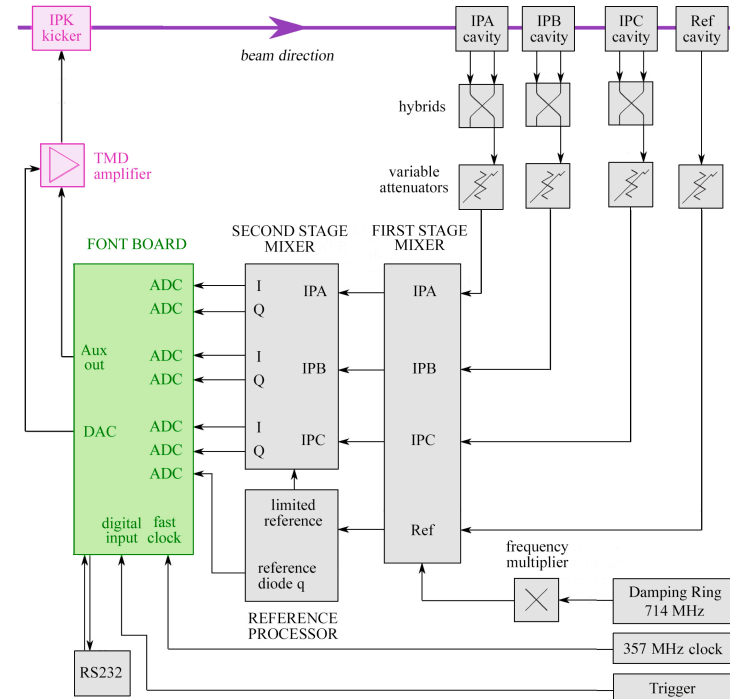 IPK
kicker
beam direction
IPA
cavity
IPB
cavity
IPC
cavity
Ref
cavity
hybrids
TMD
amplifier
variable
attenuators
FONT BOARD
SECOND STAGE
MIXER
FIRST STAGE
MIXER
ADC
ADC
ADC
ADC
ADC
ADC
ADC
Aux
out
DAC
digital
input
fast
clock
I
Q
I
Q
I
Q
IPA
IPB
IPC
IPA
IPB
IPC
Ref
limited
reference
reference
diode q
REFERENCE
PROCESSOR
frequency
multiplier
Damping Ring
714 MHz
357 MHz clock
Trigger
RS232